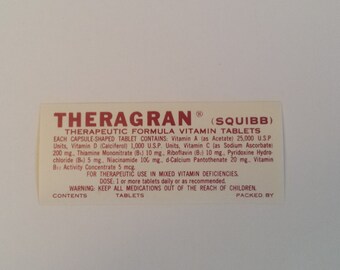 THERAGRAN® (SQUIBB)
THERAPEUTIC FORMULA VITAMIN TABLETS
EACH CAPSULE-SHAPED TABLET CONTAINS: Vitamin A (as Acetate) 25,000 U.S.P.
Units, Vitamin D (Calciferol) 1,000 U.S.P. Units, Vitamin C (as Sodium Ascorbate)
200 mg., Thiamine Mononitrate (B₁) 10 mg., Riboflavin (B₂) 10 mg., Pyridoxine Hydro-
chloride (B₆) 5 mg., Niacinamide 100 mg., d-Calcium Pantothenate 20 mg., Vitamin
B₁₂ Activity Concentrate 5 mcg.
FOR THERAPEUTIC USE IN MIXED VITAMIN DEFICIENCIES.
DOSE: 1 or more tablets daily or as recommended.
WARNING: KEEP ALL MEDICATIONS OUT OF THE REACH OF CHILDREN.
CONTENTS TABLETS PACKED BY